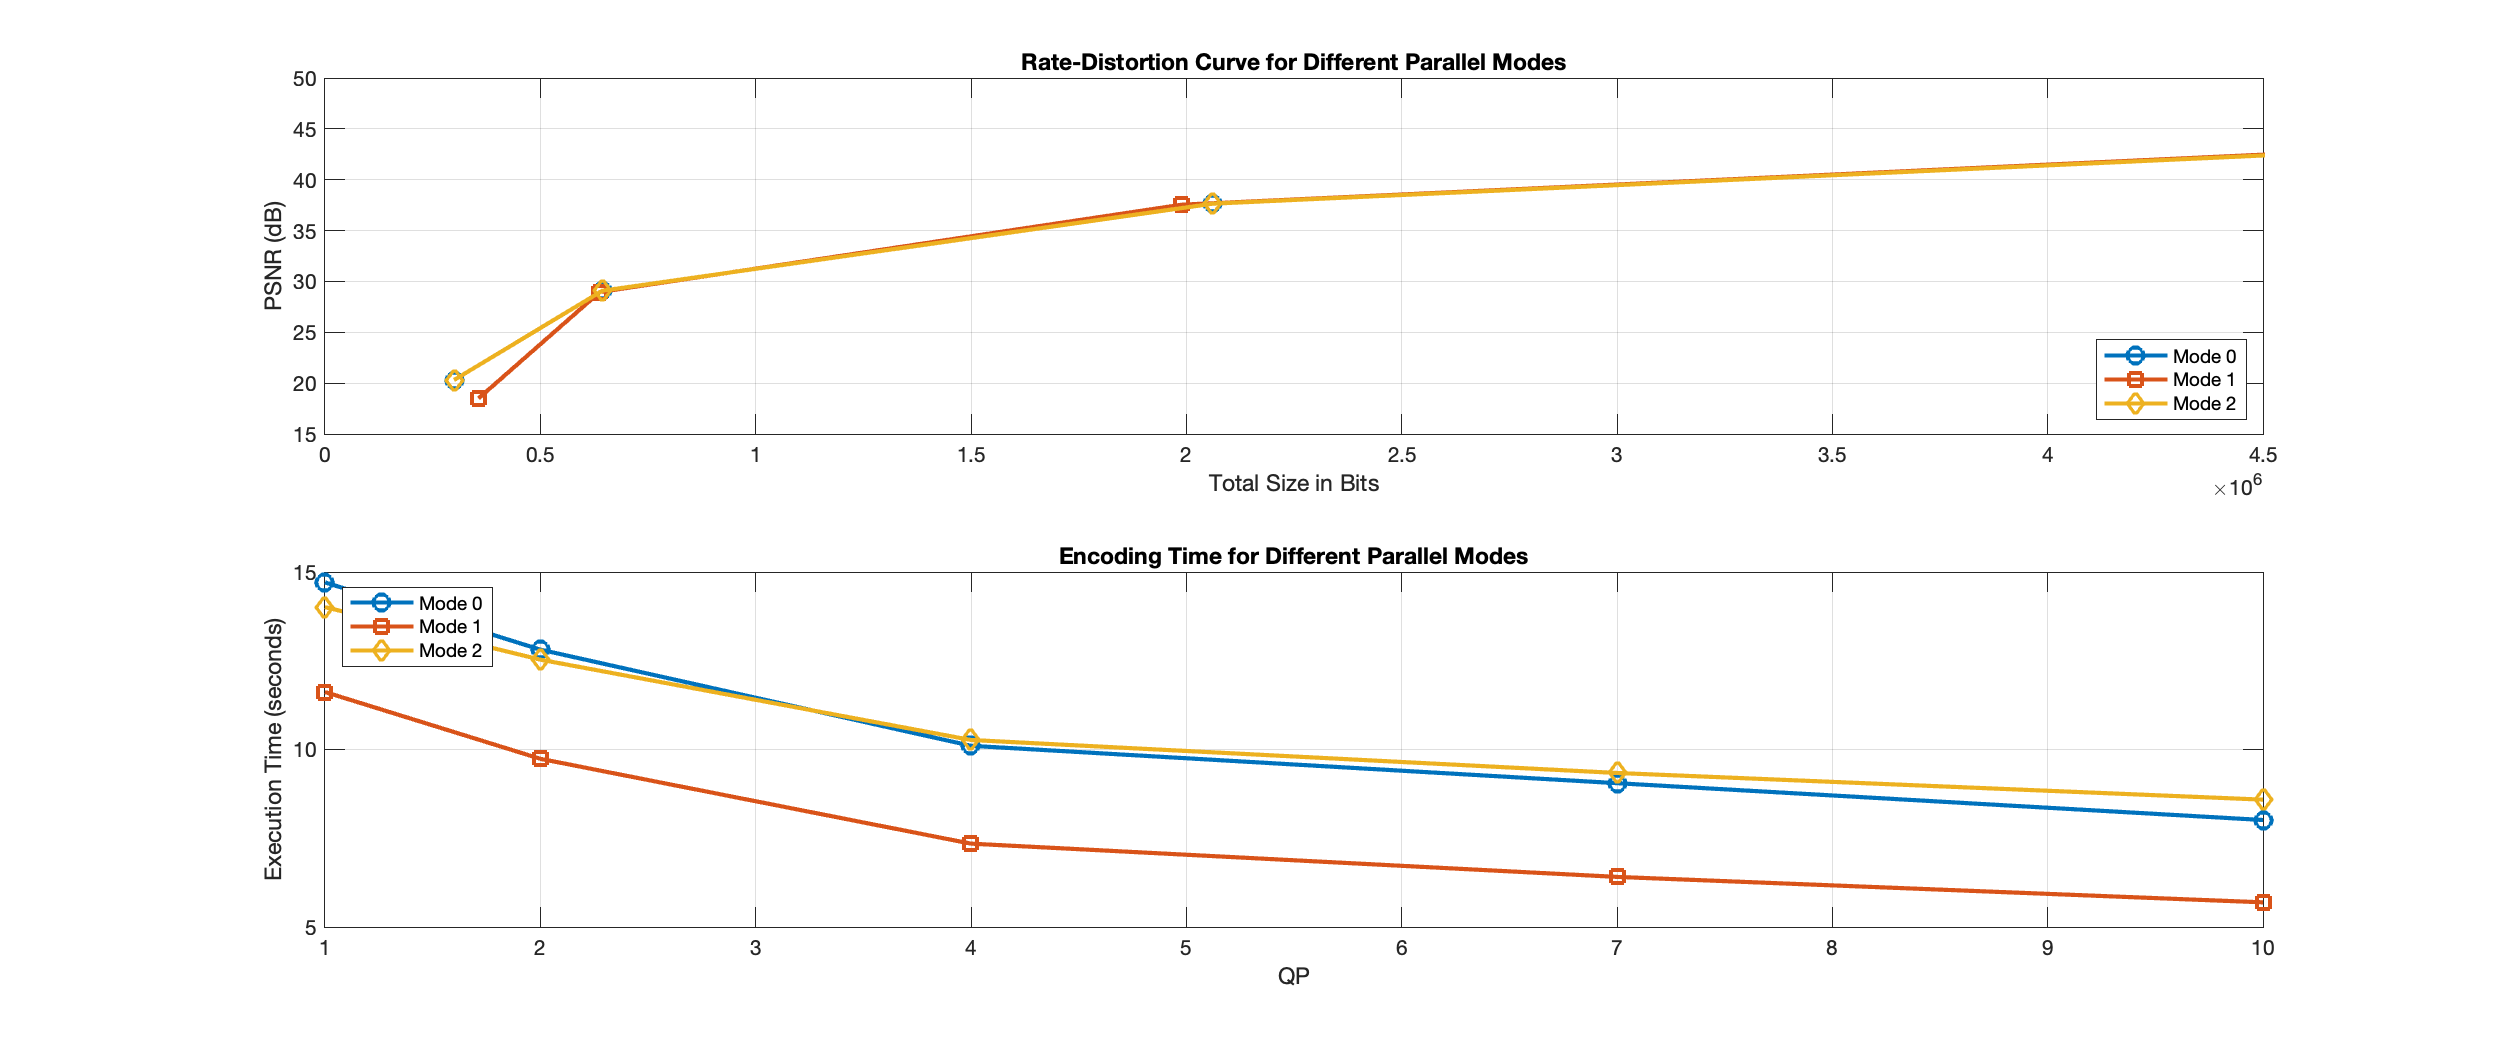 Rate-Distortion Curve for Different Parallel Modes
50
45
40
35
30
25
20
15
PSNR (dB)
0 0.5 1 1.5 2 2.5 3 3.5 4 4.5
Total Size in Bits
×10^6
Mode 0
Mode 1
Mode 2
Encoding Time for Different Parallel Modes
15
10
5
Execution Time (seconds)
Mode 0
Mode 1
Mode 2
1 2 3 4 5 6 7 8 9 10
QP